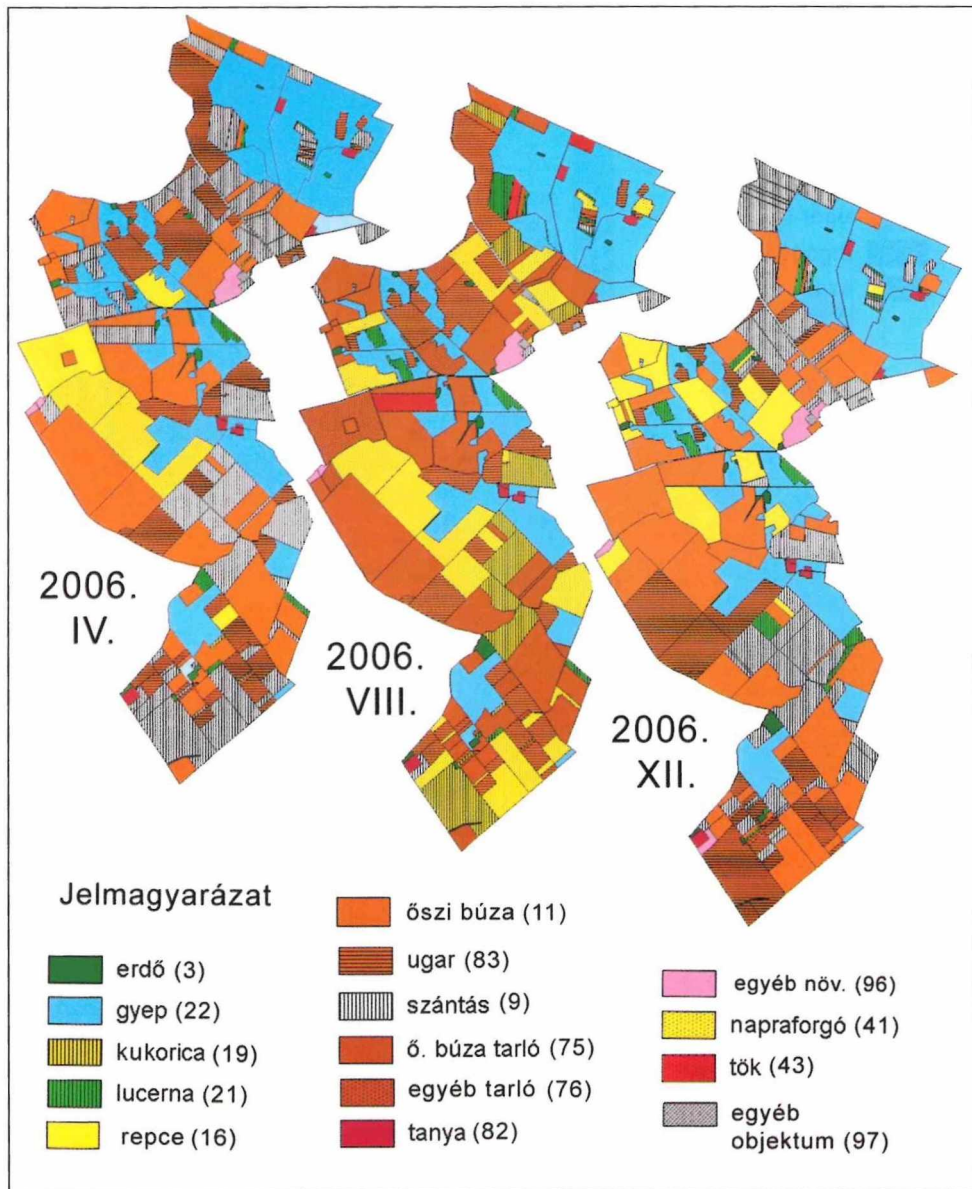 2006.
IV.
2006.
VIII.
2006.
XII.
Jelmagyarázat
erdő (3)
gyep (22)
kukorica (19)
lucerna (21)
repce (16)
őszi búza (11)
ugar (83)
szántás (9)
ő. búza tarló (75)
egyéb tarló (76)
tanya (82)
egyéb növ. (96)
napraforgó (41)
tök (43)
egyéb
objektum (97)